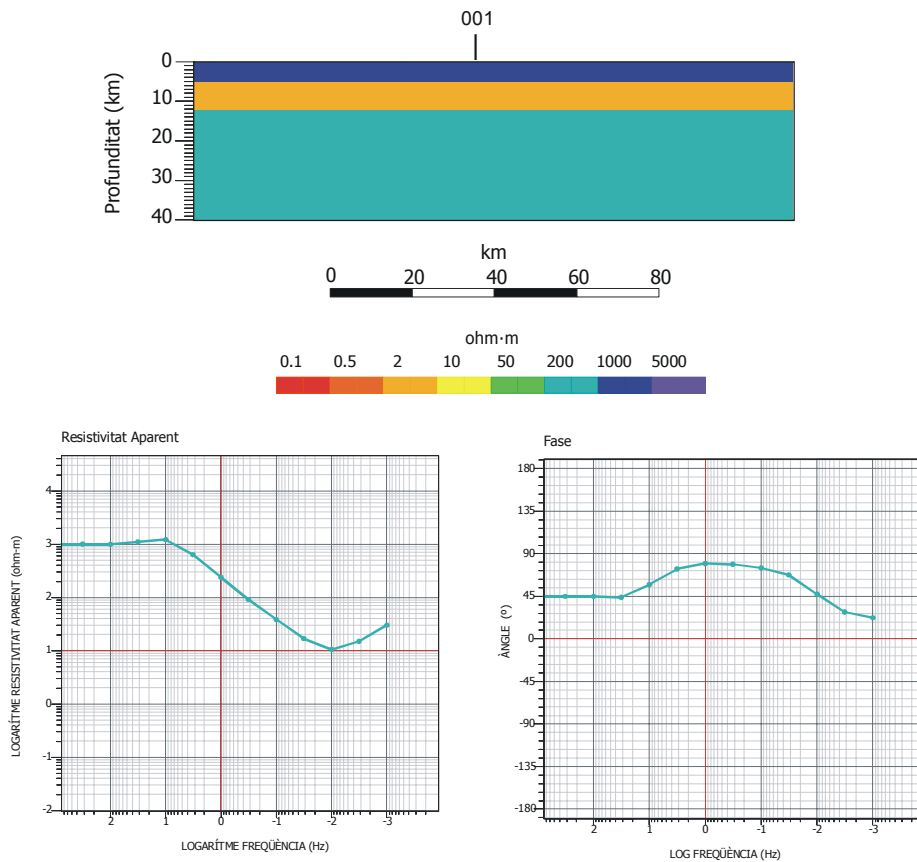 001
Profunditat (km)
0
10
20
30
40
km
0 20 40 60 80
ohm·m
0.1 0.5 2 10 50 200 1000 5000
Resistivitat Aparent
LOGARÍTME RESISTIVITAT APARENT (ohm-m)
4
3
2
1
0
-1
-2
2 1 0 -1 -2 -3
LOGARÍTME FREQÜÈNCIA (Hz)
Fase
ÀNGLE (º)
180
135
90
45
0
-45
-90
-135
-180
2 1 0 -1 -2 -3
LOG FREQÜÈNCIA (Hz)